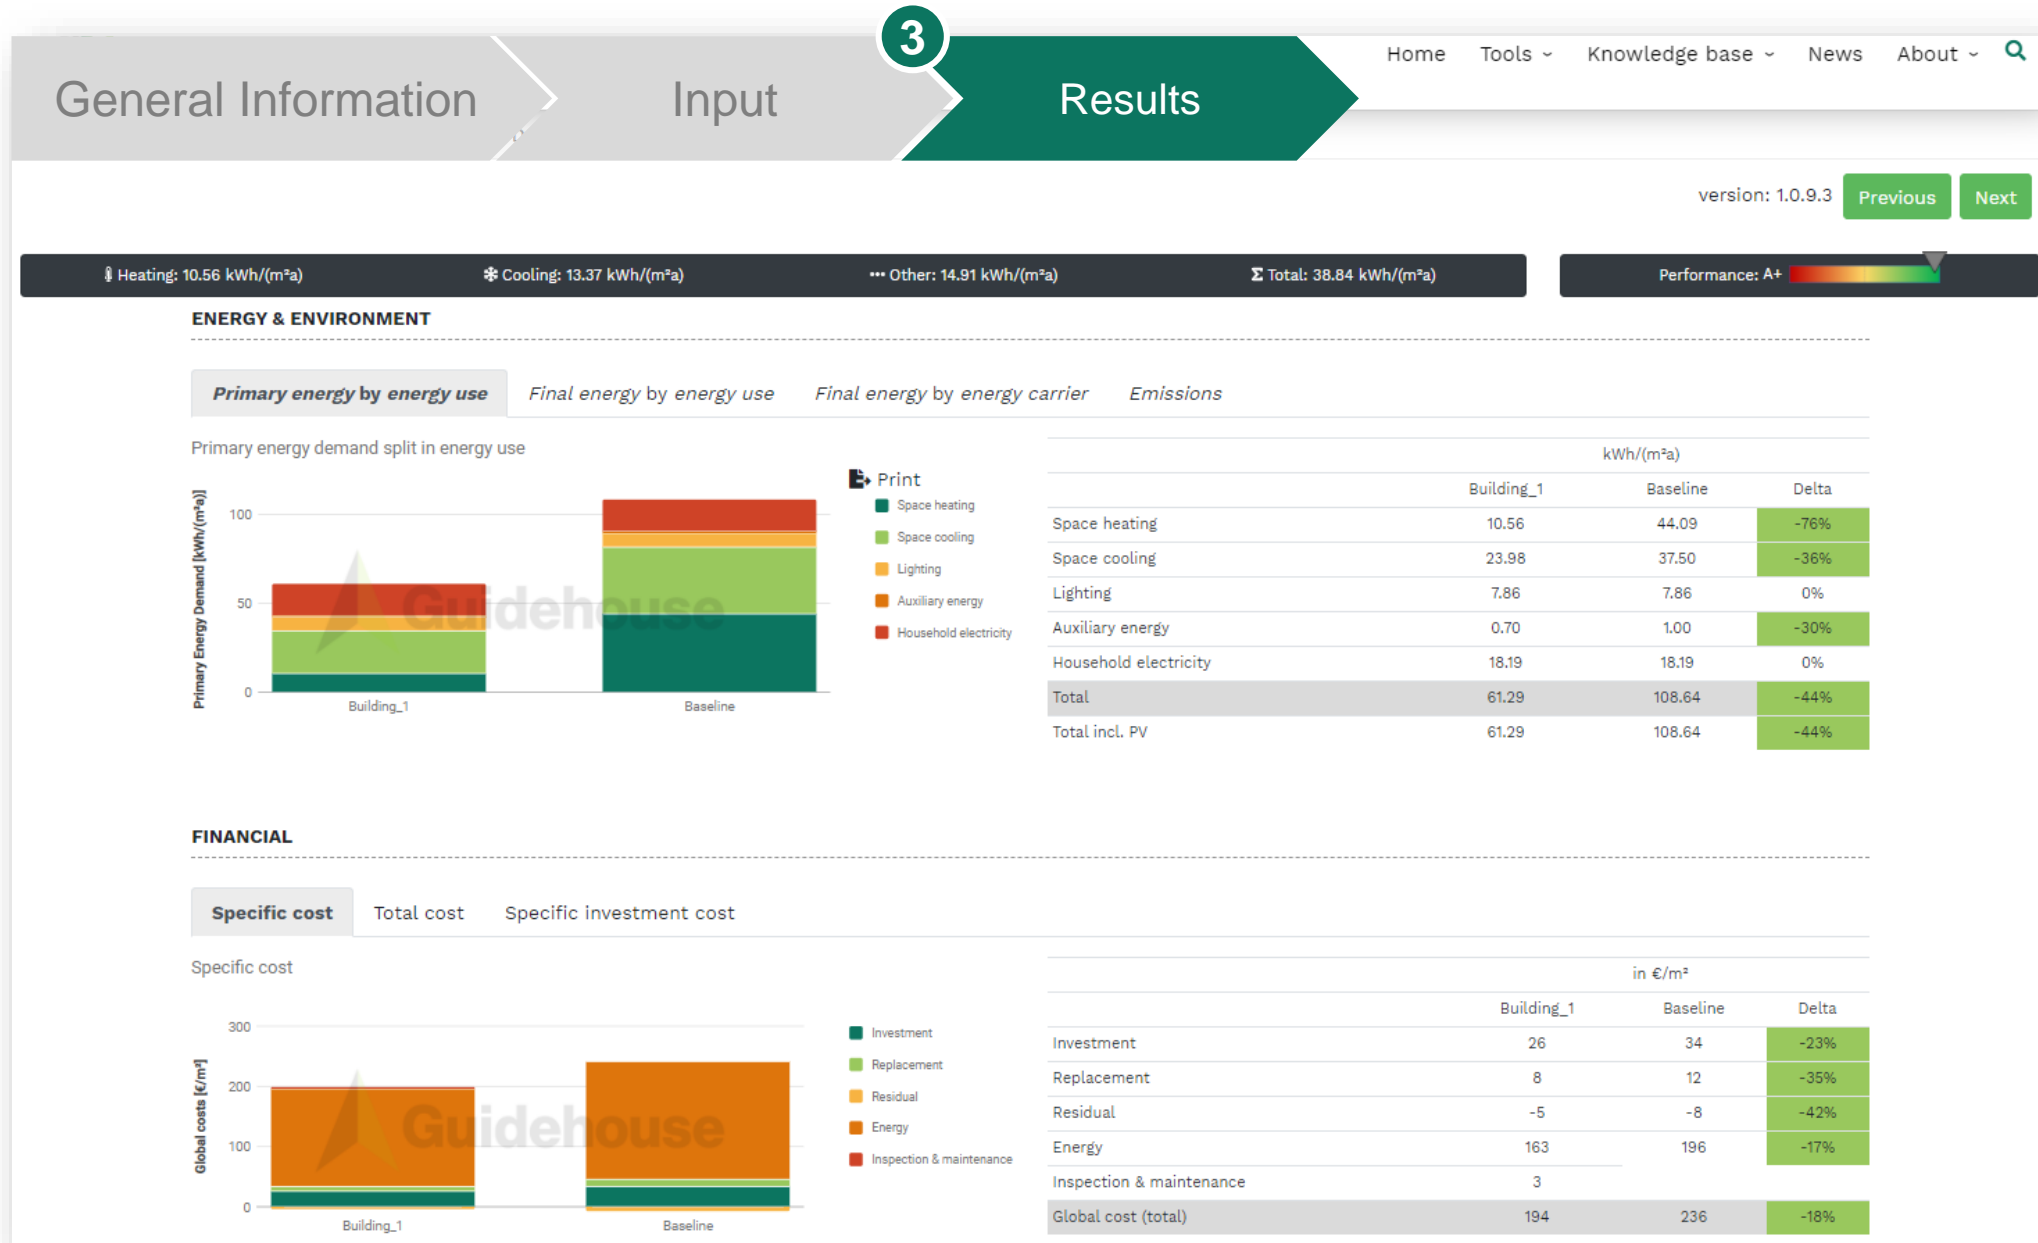 3
General Information
Input
Results
Home Tools Knowledge base News About
version: 1.0.9.3 Previous Next
Heating: 10.56 kWh/(m²a) Cooling: 13.37 kWh/(m²a) Other: 14.91 kWh/(m²a) Σ Total: 38.84 kWh/(m²a) Performance: A+
ENERGY & ENVIRONMENT
Primary energy by energy use Final energy by energy use Final energy by energy carrier Emissions
Primary energy demand split in energy use
Primary Energy Demand [kWh/(m²a)]
100
50
0
Building_1 Baseline
Guidehouse
Print
Space heating
Space cooling
Lighting
Auxiliary energy
Household electricity
kWh/(m²a)
Building_1 Baseline Delta
Space heating 10.56 44.09 -76%
Space cooling 23.98 37.50 -36%
Lighting 7.86 7.86 0%
Auxiliary energy 0.70 1.00 -30%
Household electricity 18.19 18.19 0%
Total 61.29 108.64 -44%
Total incl. PV 61.29 108.64 -44%
FINANCIAL
Specific cost Total cost Specific investment cost
Specific cost
Global costs [€/m²]
300
200
100
0
Building_1 Baseline
Guidehouse
Investment
Replacement
Residual
Energy
Inspection & maintenance
in €/m²
Building_1 Baseline Delta
Investment 26 34 -23%
Replacement 8 12 -35%
Residual -5 -8 -42%
Energy 163 196 -17%
Inspection & maintenance 3
Global cost (total) 194 236 -18%